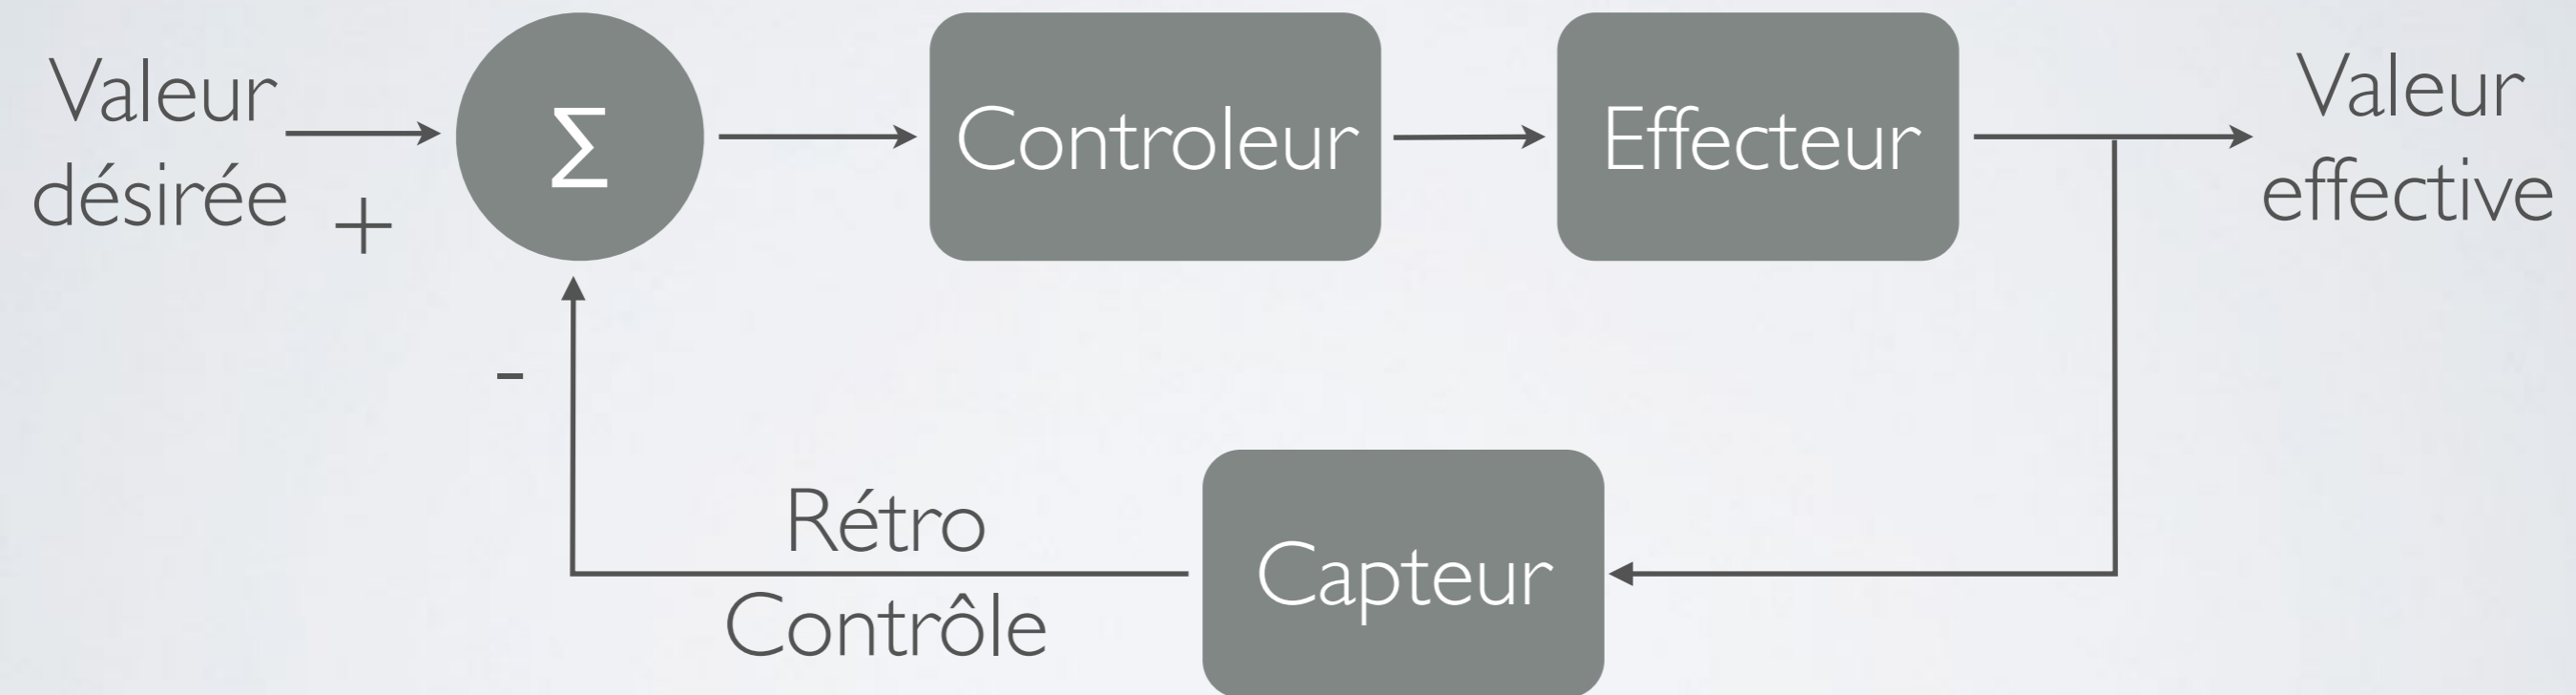 Valeur
désirée
+
Σ
Controleur
Effecteur
Valeur
effective
-
Rétro
Contrôle
Capteur